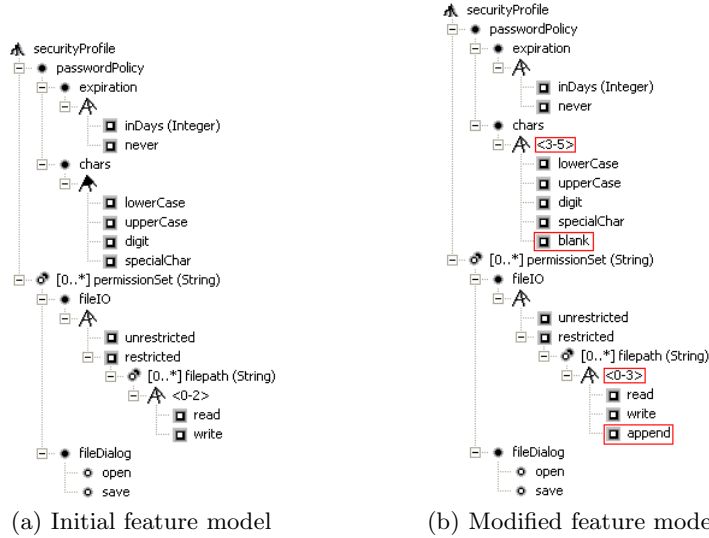 securityProfile
passwordPolicy
expiration
inDays (Integer)
never
chars
lowerCase
upperCase
digit
specialChar
[0..*] permissionSet (String)
fileIO
unrestricted
restricted
[0..*] filepath (String)
<0-2>
read
write
fileDialog
open
save
(a) Initial feature model
securityProfile
passwordPolicy
expiration
inDays (Integer)
never
chars
<3-5>
lowerCase
upperCase
digit
specialChar
blank
[0..*] permissionSet (String)
fileIO
unrestricted
restricted
[0..*] filepath (String)
<0-3>
read
write
append
fileDialog
open
save
(b) Modified feature mode